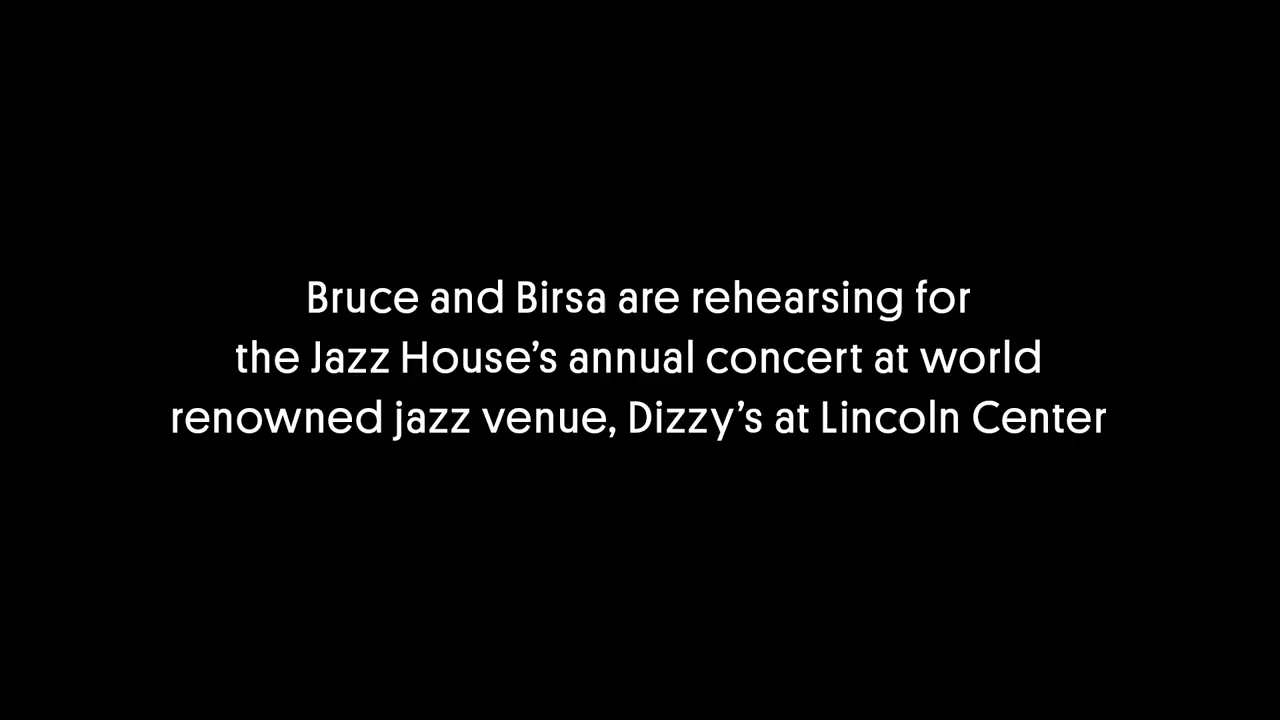 Bruce and Birsa are rehearsing for
the Jazz House’s annual concert at world
renowned jazz venue, Dizzy’s at Lincoln Center